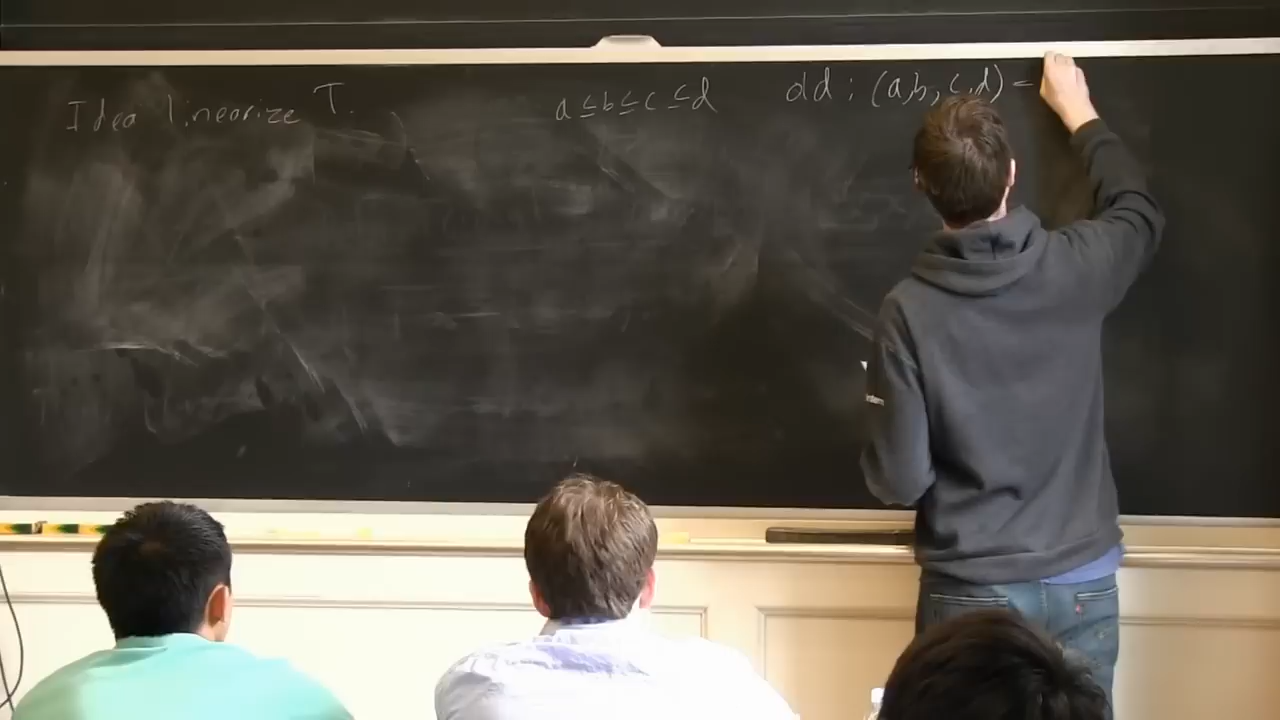 Idea linearize T.
a ≤ b ≤ c ≤ d
dd : (a,b,c,d) =